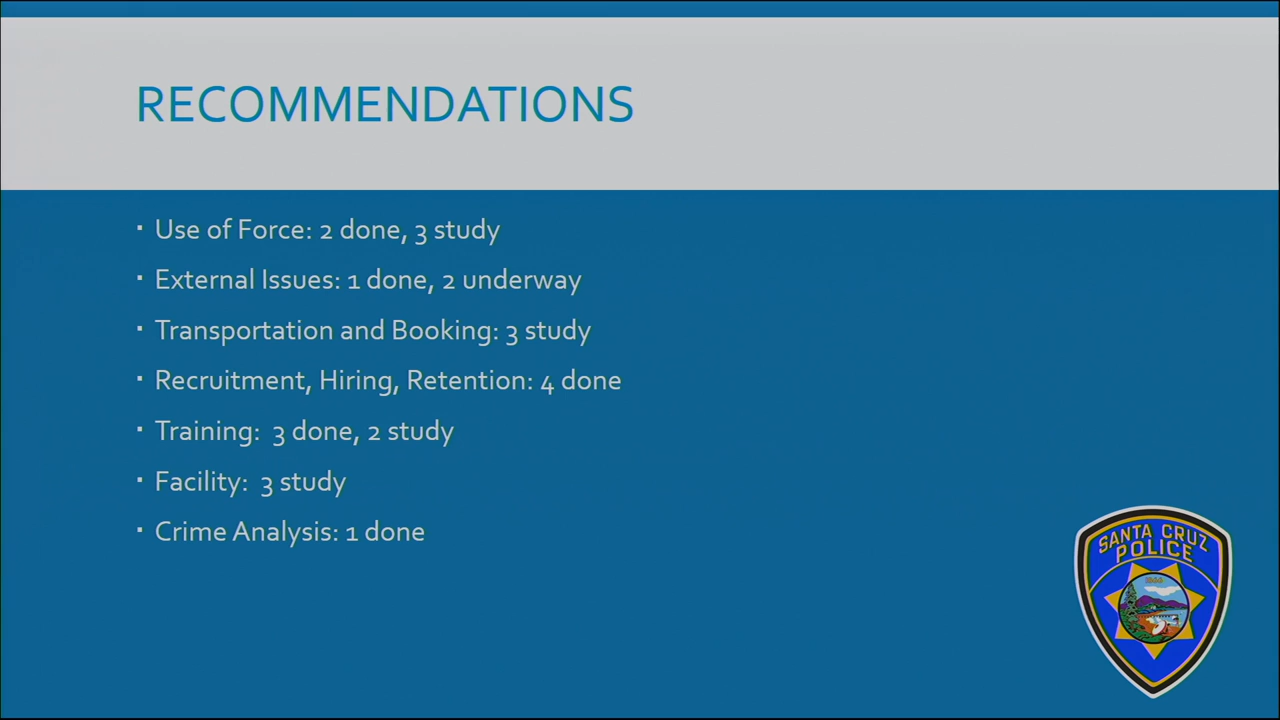 RECOMMENDATIONS
▪ Use of Force: 2 done, 3 study
▪ External Issues: 1 done, 2 underway
▪ Transportation and Booking: 3 study
▪ Recruitment, Hiring, Retention: 4 done
▪ Training:  3 done, 2 study
▪ Facility:  3 study
▪ Crime Analysis: 1 done
SANTA CRUZ
POLICE